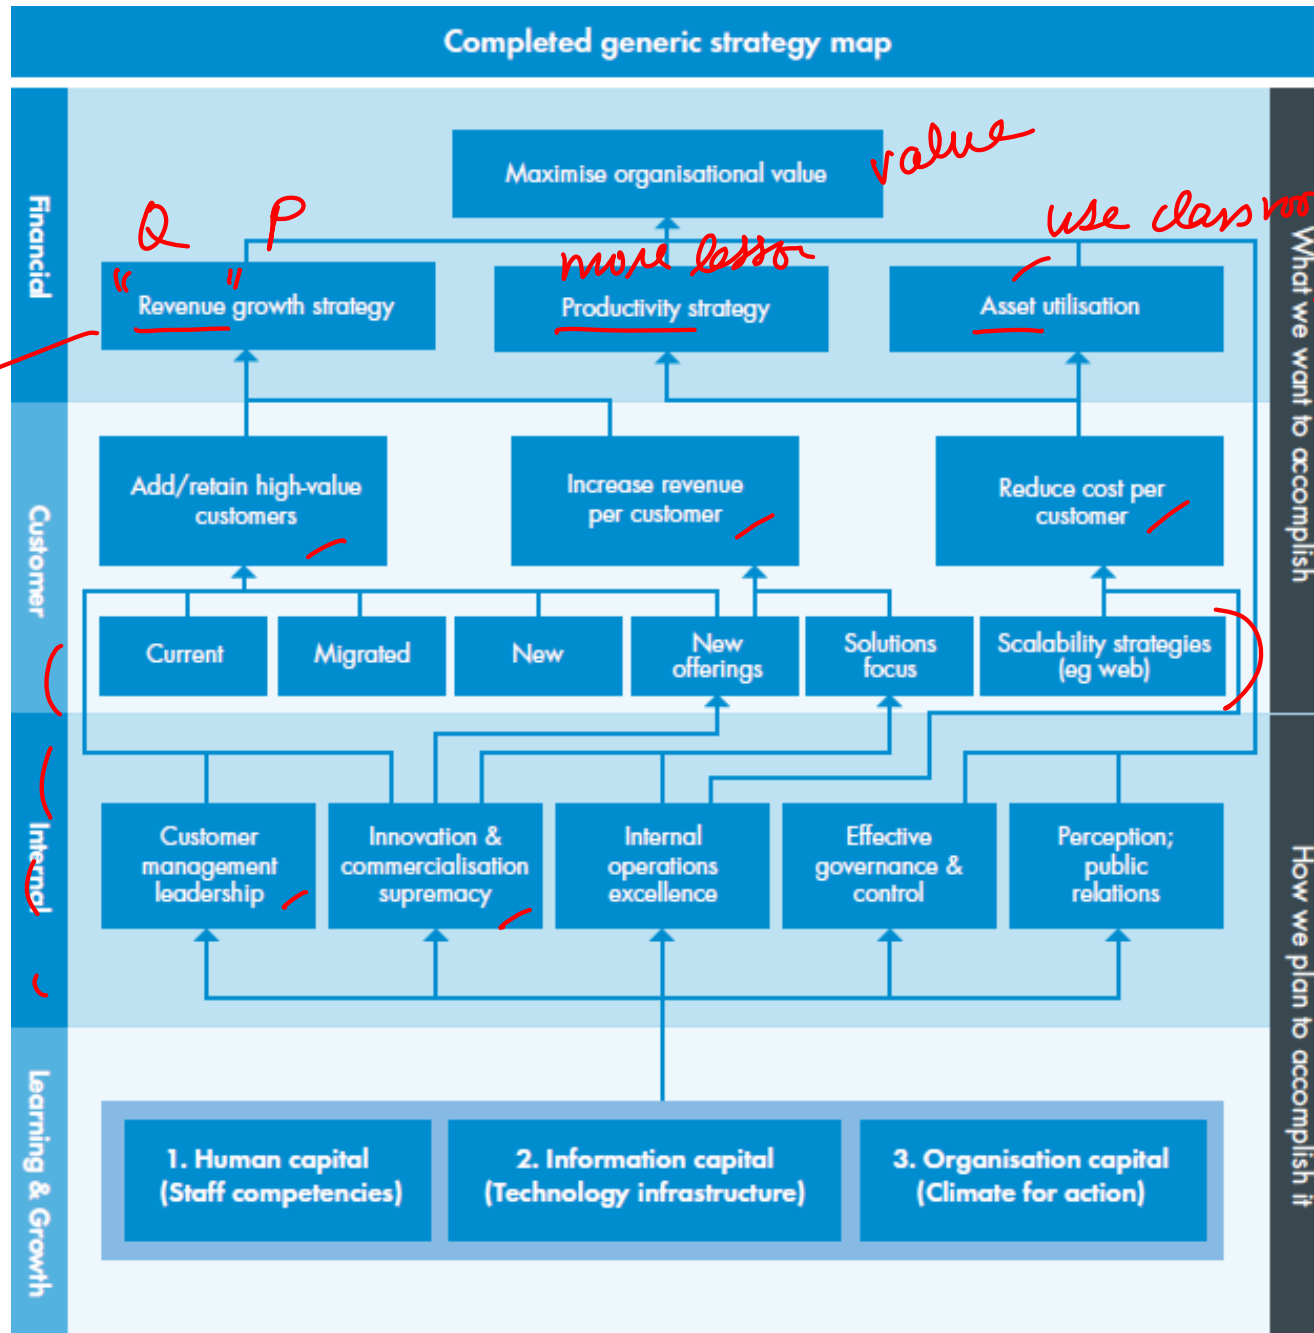 Completed generic strategy map
Financial
Maximise organisational value
value
Q P
more lesson
use classroo
" "
Revenue growth strategy
Productivity strategy
Asset utilisation
What we want to accomplish
Customer
Add/retain high-value
customers
Increase revenue
per customer
Reduce cost per
customer
Current
Migrated
New
New
offerings
Solutions
focus
Scalability strategies
(eg web)
Internal
Customer
management
leadership
Innovation &
commercialisation
supremacy
Internal
operations
excellence
Effective
governance &
control
Perception;
public
relations
How we plan to accomplish it
Learning & Growth
1. Human capital
(Staff competencies)
2. Information capital
(Technology infrastructure)
3. Organisation capital
(Climate for action)